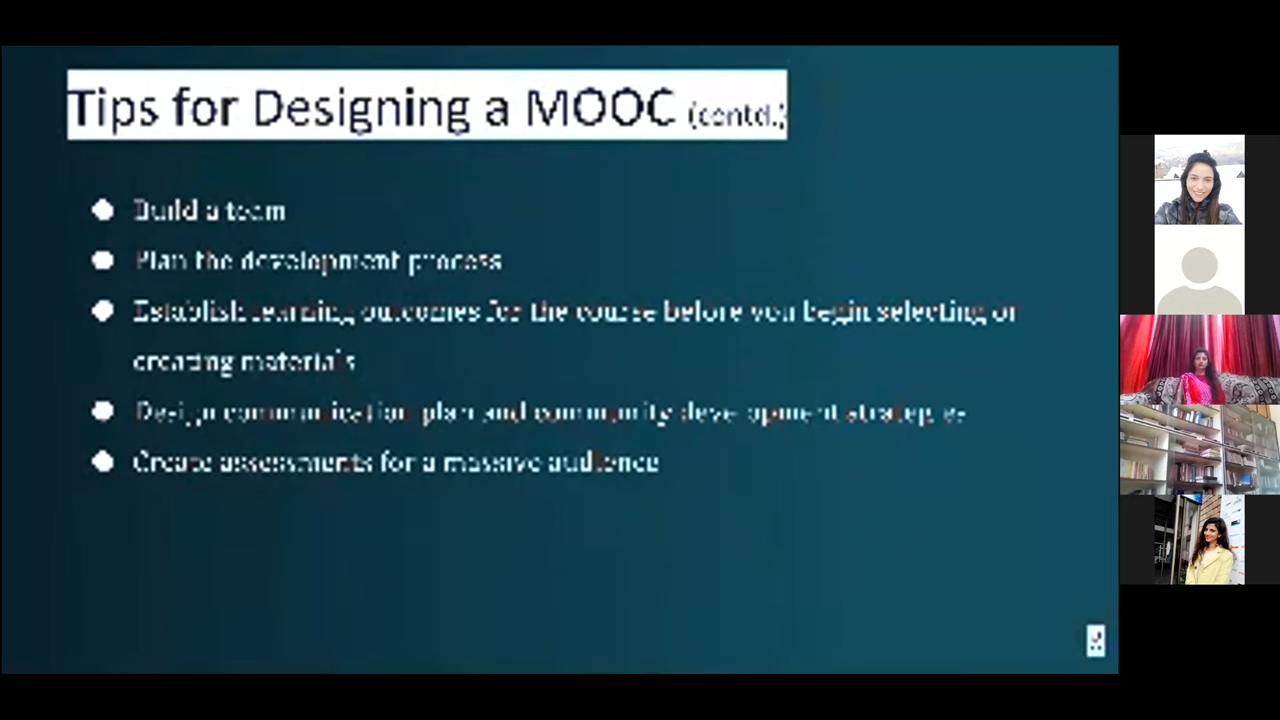 Tips for Designing a MOOC (contd.)
Build a team
Plan the development process
Establish learning outcomes for the course before you begin selecting or
creating materials
Design communication plan and community development strategies
Create assessments for a massive audience